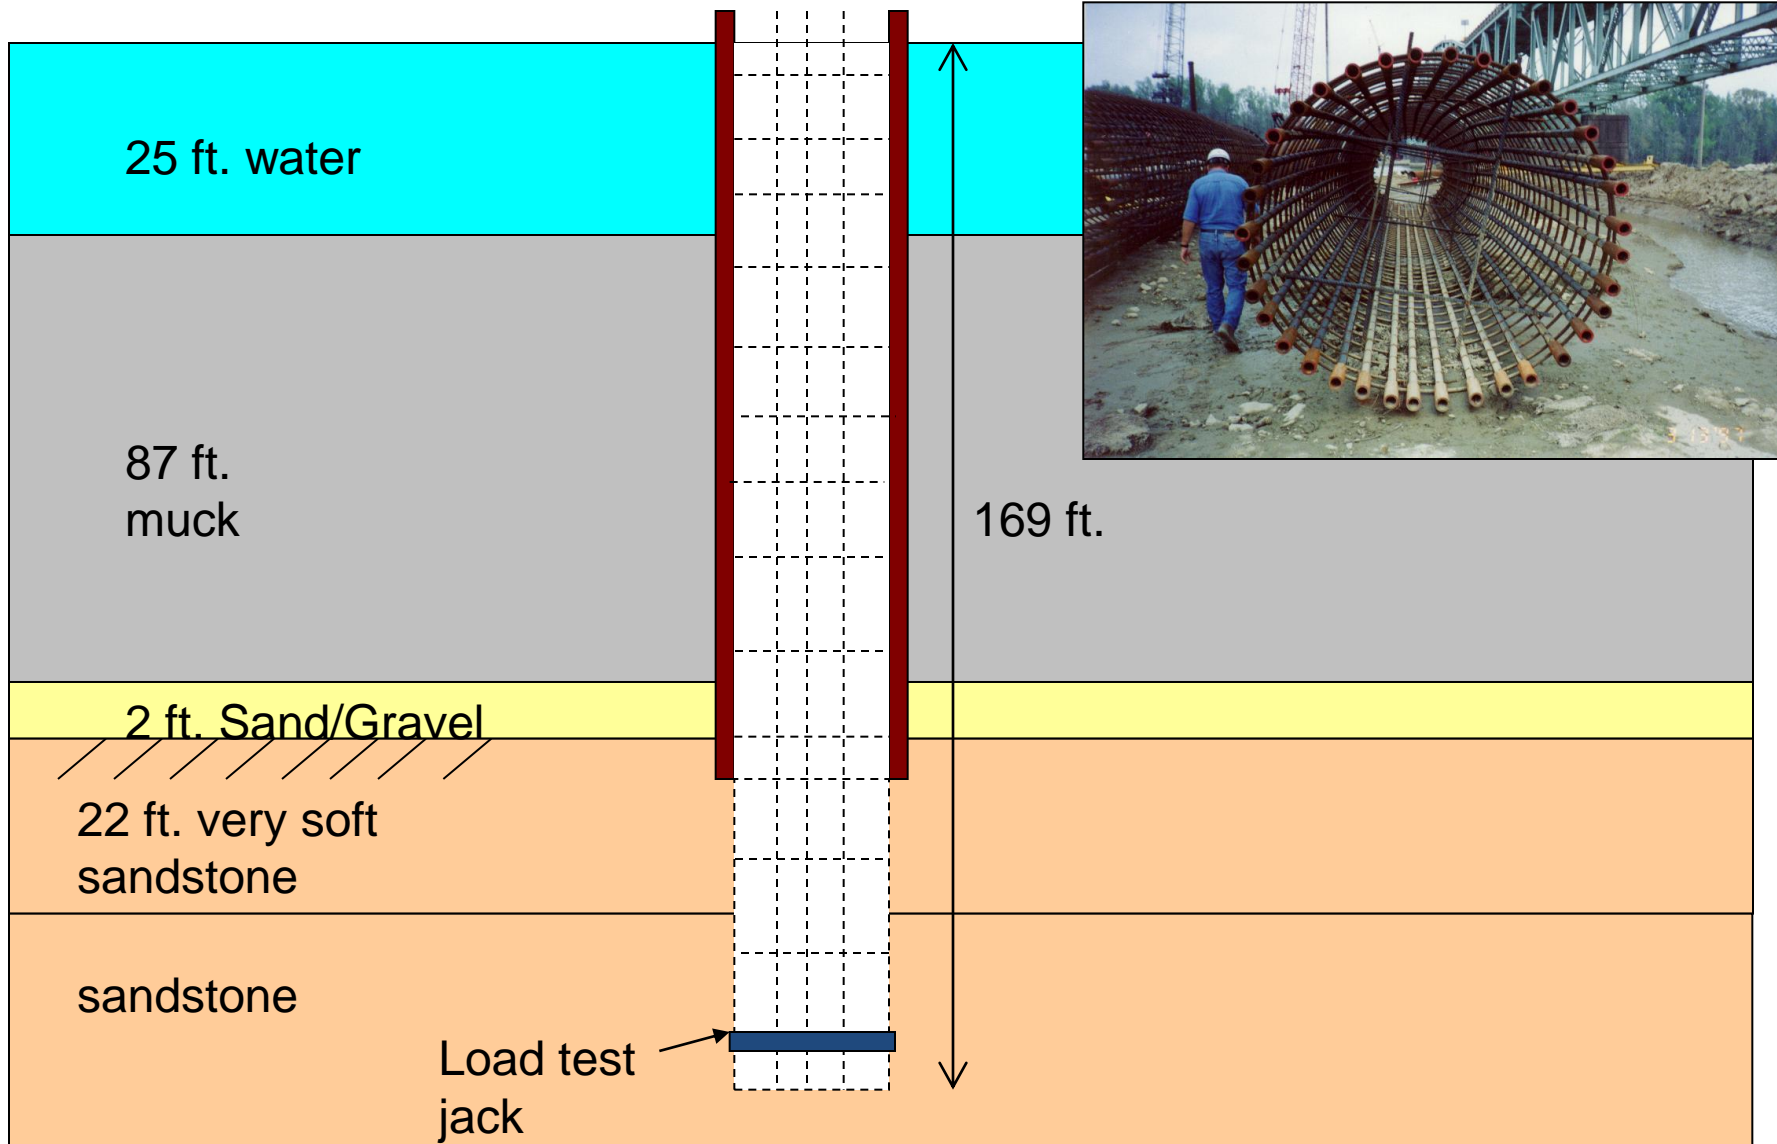 25 ft. water
87 ft.
muck
169 ft.
2 ft. Sand/Gravel
22 ft. very soft
sandstone
sandstone
Load test
jack